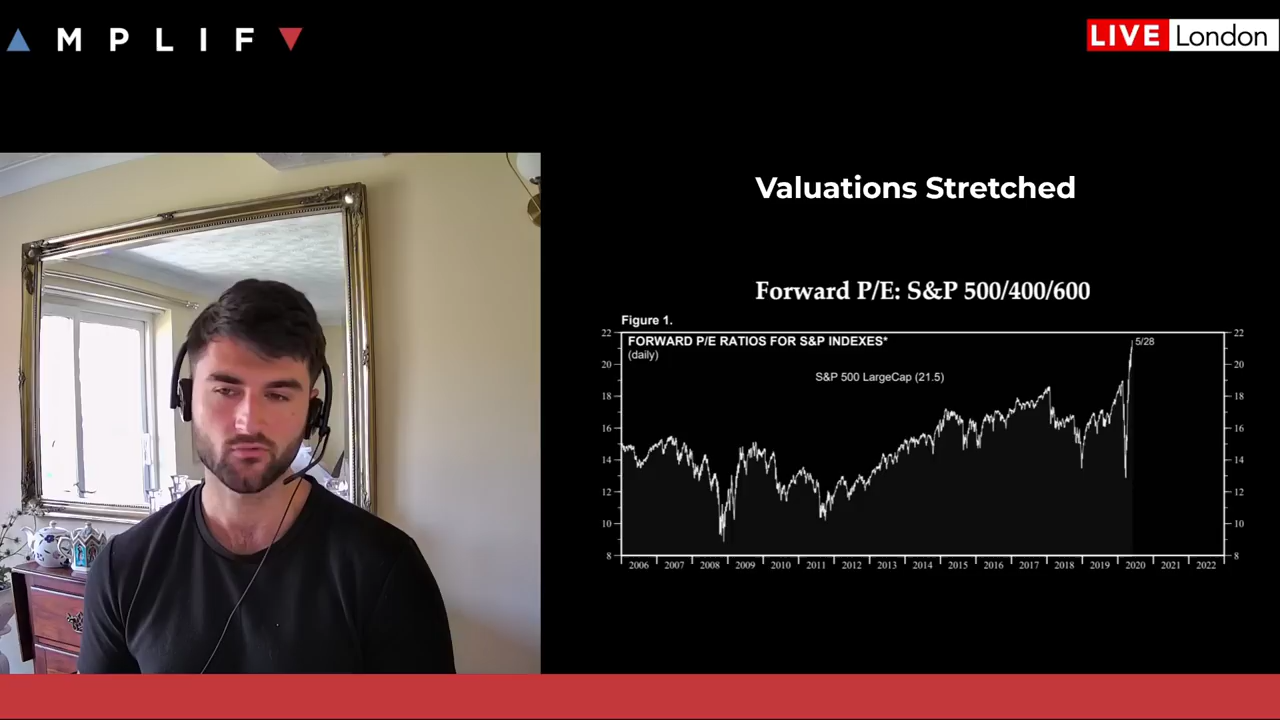 ▲MPLIF▼
LIVE London
Valuations Stretched
Forward P/E: S&P 500/400/600
Figure 1.
FORWARD P/E RATIOS FOR S&P INDEXES*
(daily)
S&P 500 LargeCap (21.5)
5/28
22 22
20 20
18 18
16 16
14 14
12 12
10 10
8 8
2006 2007 2008 2009 2010 2011 2012 2013 2014 2015 2016 2017 2018 2019 2020 2021 2022